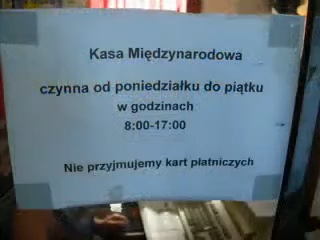 Kasa Międzynarodowa
czynna od poniedziałku do piątku
w godzinach
8:00-17:00
Nie przyjmujemy kart płatniczych